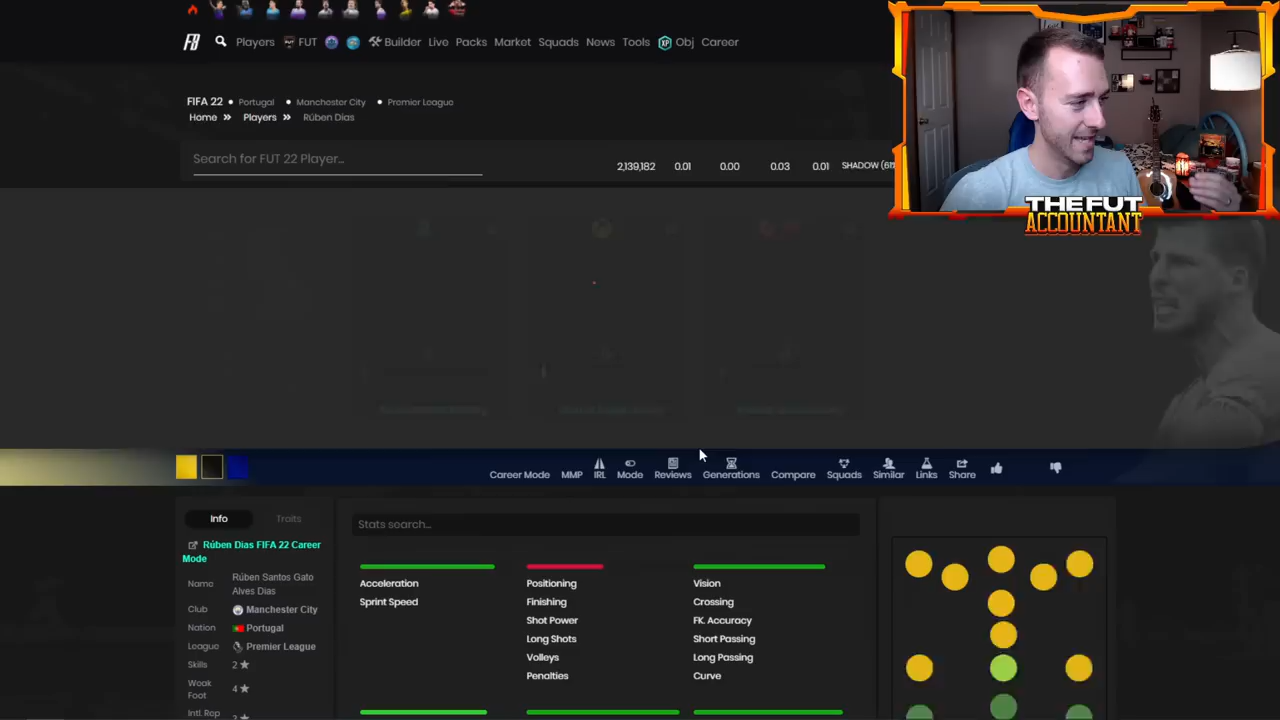 FB
Players
FUT
Builder
Live
Packs
Market
Squads
News
Tools
XP
Obj
Career
FIFA 22
Portugal
Manchester City
Premier League
Home
Players
Rúben Dias
Search for FUT 22 Player...
2,139,182
0.01
0.00
0.03
0.01
THE FUT
ACCOUNTANT
Career Mode
MMP
IRL
Mode
Reviews
Generations
Compare
Squads
Similar
Links
Share
Info
Traits
Rúben Dias FIFA 22 Career
Mode
Name
Rúben Santos Gato
Alves Dias
Club
Manchester City
Nation
Portugal
League
Premier League
Skills
2
Weak
Foot
4
Intl.Rep
Stats search...
Acceleration
Sprint Speed
Positioning
Finishing
Shot Power
Long Shots
Volleys
Penalties
Vision
Crossing
FK. Accuracy
Short Passing
Long Passing
Curve